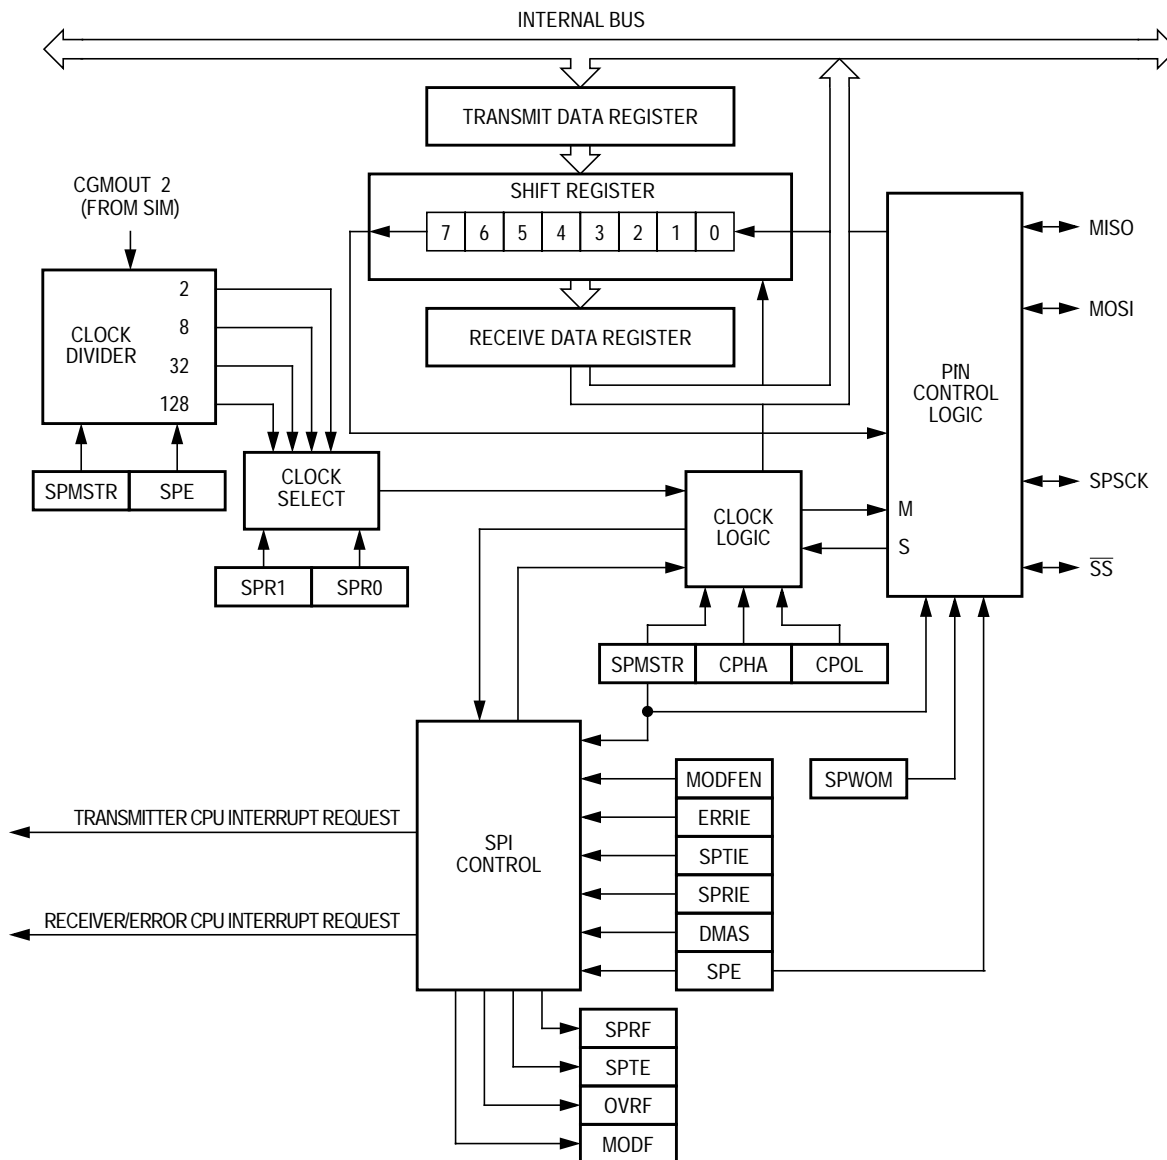 INTERNAL BUS
TRANSMIT DATA REGISTER
SHIFT REGISTER
7 6 5 4 3 2 1 0
RECEIVE DATA REGISTER
CGMOUT 2
(FROM SIM)
CLOCK
DIVIDER
2
8
32
128
SPMSTR SPE
CLOCK
SELECT
SPR1 SPR0
CLOCK
LOGIC
PIN
CONTROL
LOGIC
M
S
MISO
MOSI
SPSCK
SS
SPMSTR CPHA CPOL
SPWOM
SPI
CONTROL
MODFEN
ERRIE
SPTIE
SPRIE
DMAS
SPE
TRANSMITTER CPU INTERRUPT REQUEST
RECEIVER/ERROR CPU INTERRUPT REQUEST
SPRF
SPTE
OVRF
MODF